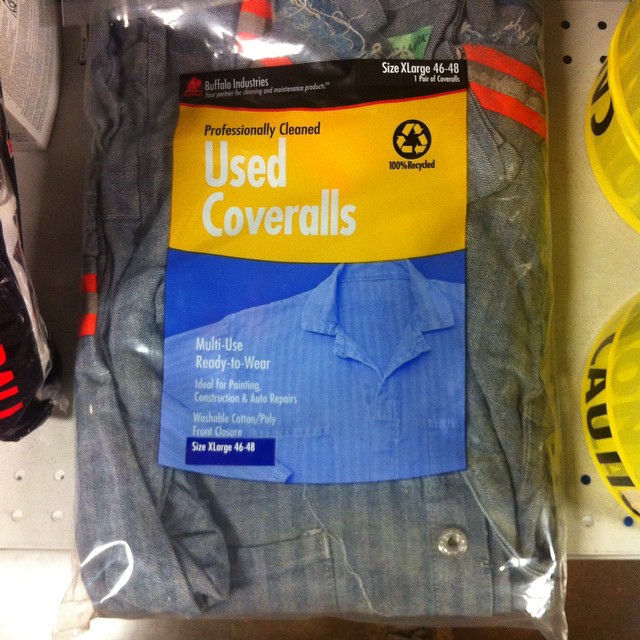 Size XLarge 46-48
1 Pair of Coveralls
Buffalo Industries
Your partner for cleaning and maintenance products.™
Professionally Cleaned
100% Recycled
Used
Coveralls
Multi-Use
Ready-to-Wear
Ideal for Painting,
Construction & Auto Repairs
Washable Cotton/Poly
Front Closure
Size XLarge 46-48
CAU